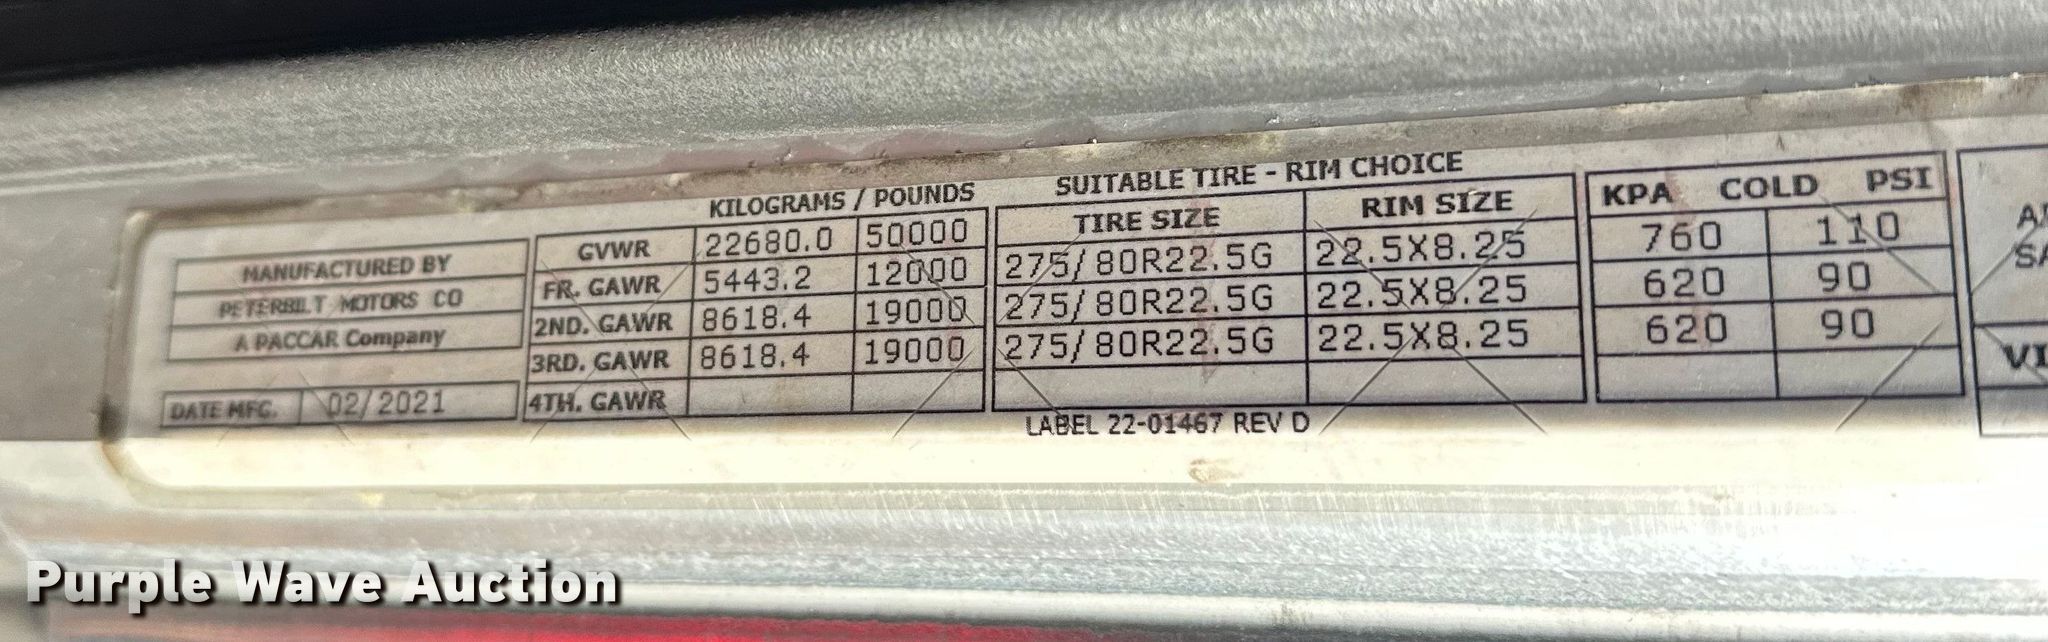 KILOGRAMS / POUNDS
SUITABLE TIRE - RIM CHOICE
MANUFACTURED BY
PETERBILT MOTORS CO
A PACCAR Company
DATE MFG. 02/2021
GVWR 22680.0 50000
FR. GAWR 5443.2 12000
2ND. GAWR 8618.4 19000
3RD. GAWR 8618.4 19000
4TH. GAWR
TIRE SIZE RIM SIZE
275/80R22.5G 22.5X8.25
275/80R22.5G 22.5X8.25
275/80R22.5G 22.5X8.25
KPA COLD PSI
760 110
620 90
620 90
LABEL 22-01467 REV D
Purple Wave Auction